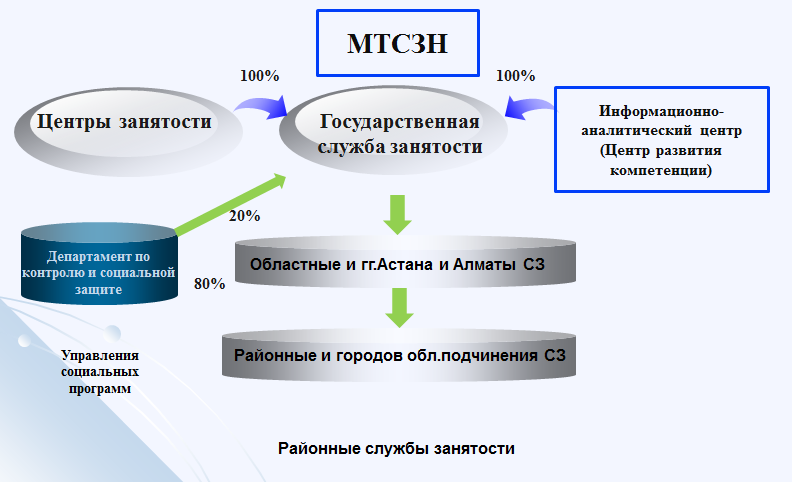 МТСЗН
100%
100%
Центры занятости
Государственная
служба занятости
Информационно-
аналитический центр
(Центр развития
компетенции)
20%
Департамент по
контролю и социальной
защите
80%
Областные и гг.Астана и Алматы СЗ
Районные и городов обл.подчинения СЗ
Управления
социальных
программ
Районные службы занятости